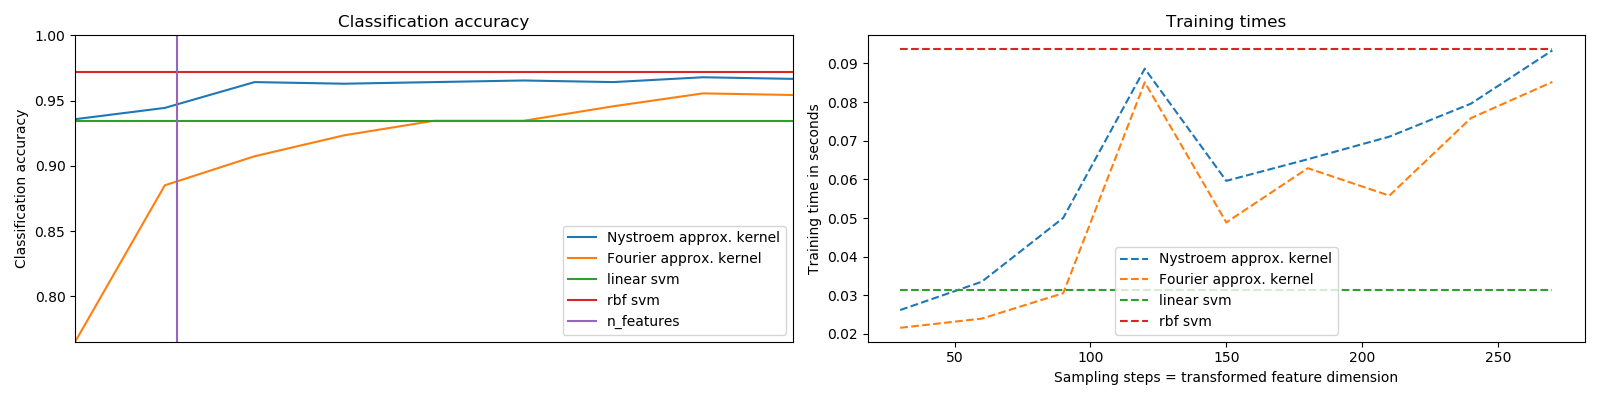 Classification accuracy
Classification accuracy
1.00
0.95
0.90
0.85
0.80
Nystroem approx. kernel
Fourier approx. kernel
linear svm
rbf svm
n_features
Training times
Training time in seconds
0.09
0.08
0.07
0.06
0.05
0.04
0.03
0.02
Nystroem approx. kernel
Fourier approx. kernel
linear svm
rbf svm
50 100 150 200 250
Sampling steps = transformed feature dimension